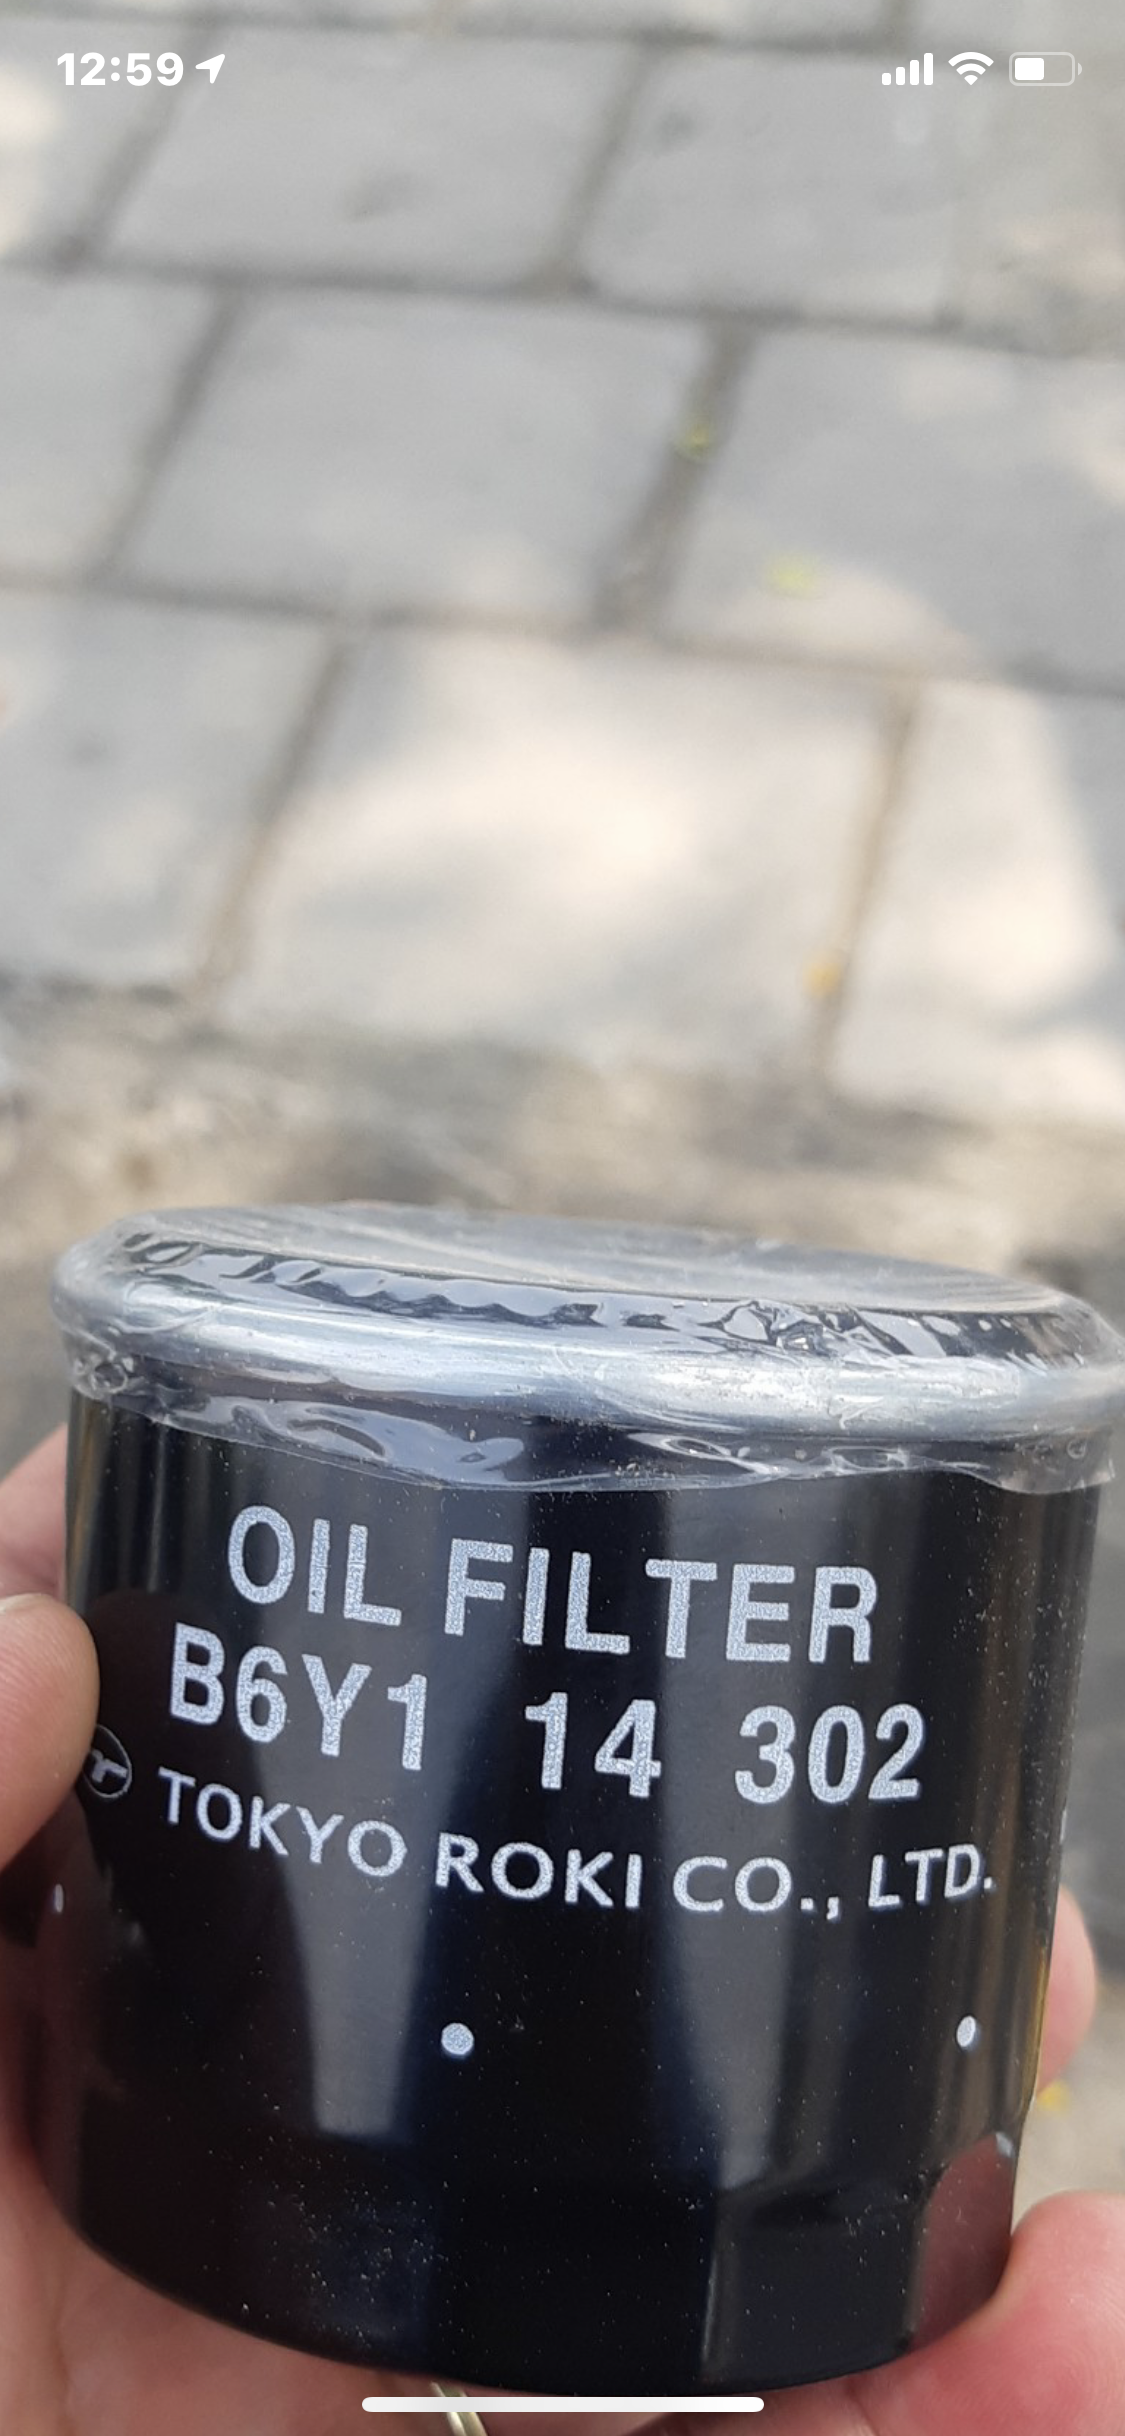 12:59
OIL FILTER
B6Y1 14 302
TOKYO ROKI CO., LTD.